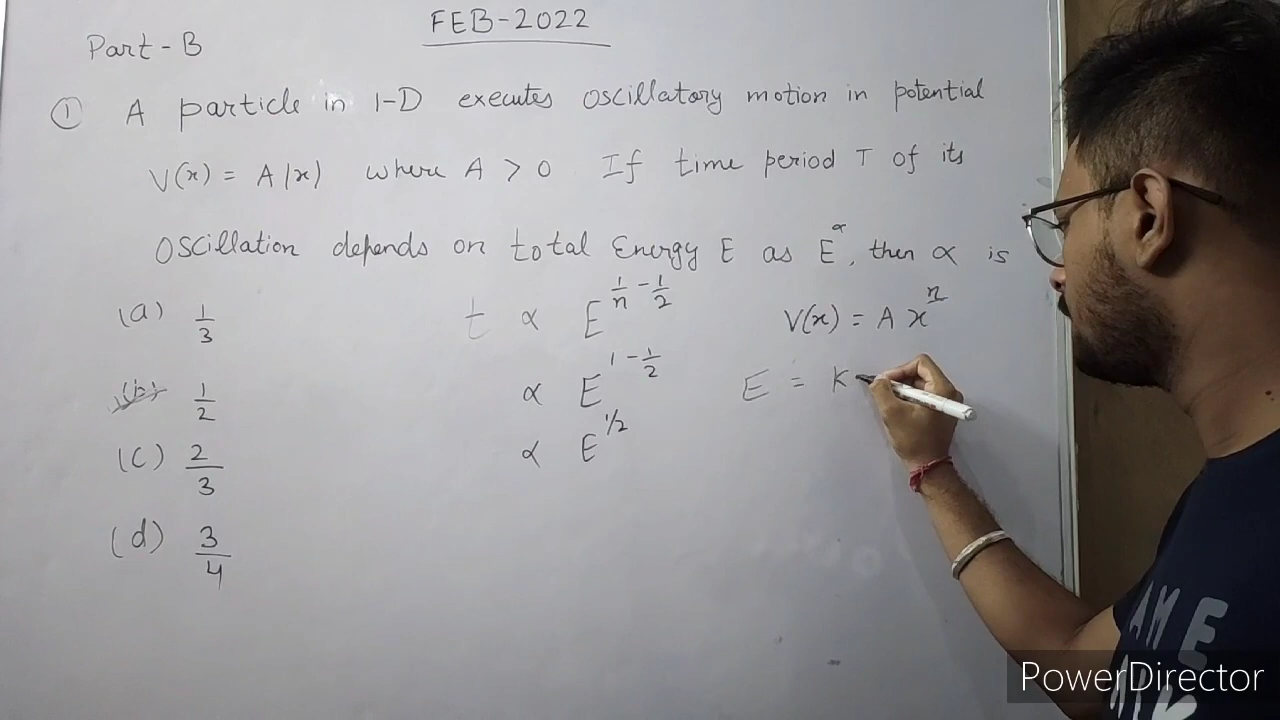 FEB-2022
Part-B
① A particle in 1-D executes oscillatory motion in potential
V(x) = A|x| where A > 0 If time period T of its
Oscillation depends on total Energy E as E^α, then α is
(a) 1/3
(b) 1/2
(c) 2/3
(d) 3/4
t ∝ E^(1/n - 1/2)
∝ E^(1 - 1/2)
∝ E^(1/2)
V(x) = A x^n
E = K
AME
PowerDirector